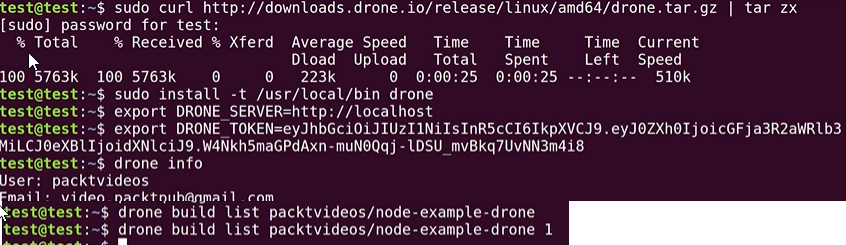 test@test:~$ sudo curl http://downloads.drone.io/release/linux/amd64/drone.tar.gz | tar zx
[sudo] password for test:
% Total % Received % Xferd Average Speed Time Time Time Current
Dload Upload Total Spent Left Speed
100 5763k 100 5763k 0 0 223k 0 0:00:25 0:00:25 --:--:-- 510k
test@test:~$ sudo install -t /usr/local/bin drone
test@test:~$ export DRONE_SERVER=http://localhost
test@test:~$ export DRONE_TOKEN=eyJhbGciOiJIUzI1NiIsInR5cCI6IkpXVCJ9.eyJ0ZXh0IjoicGFja3R2aWRlb3
MiLCJ0eXBlIjoidXNlciJ9.W4Nkh5maGPdAxn-muN0Qqj-lDSU_mvBkq7UvNN3m4i8
test@test:~$ drone info
User: packtvideos
Email: video.packtpub@gmail.com
test@test:~$ drone build list packtvideos/node-example-drone
test@test:~$ drone build list packtvideos/node-example-drone 1